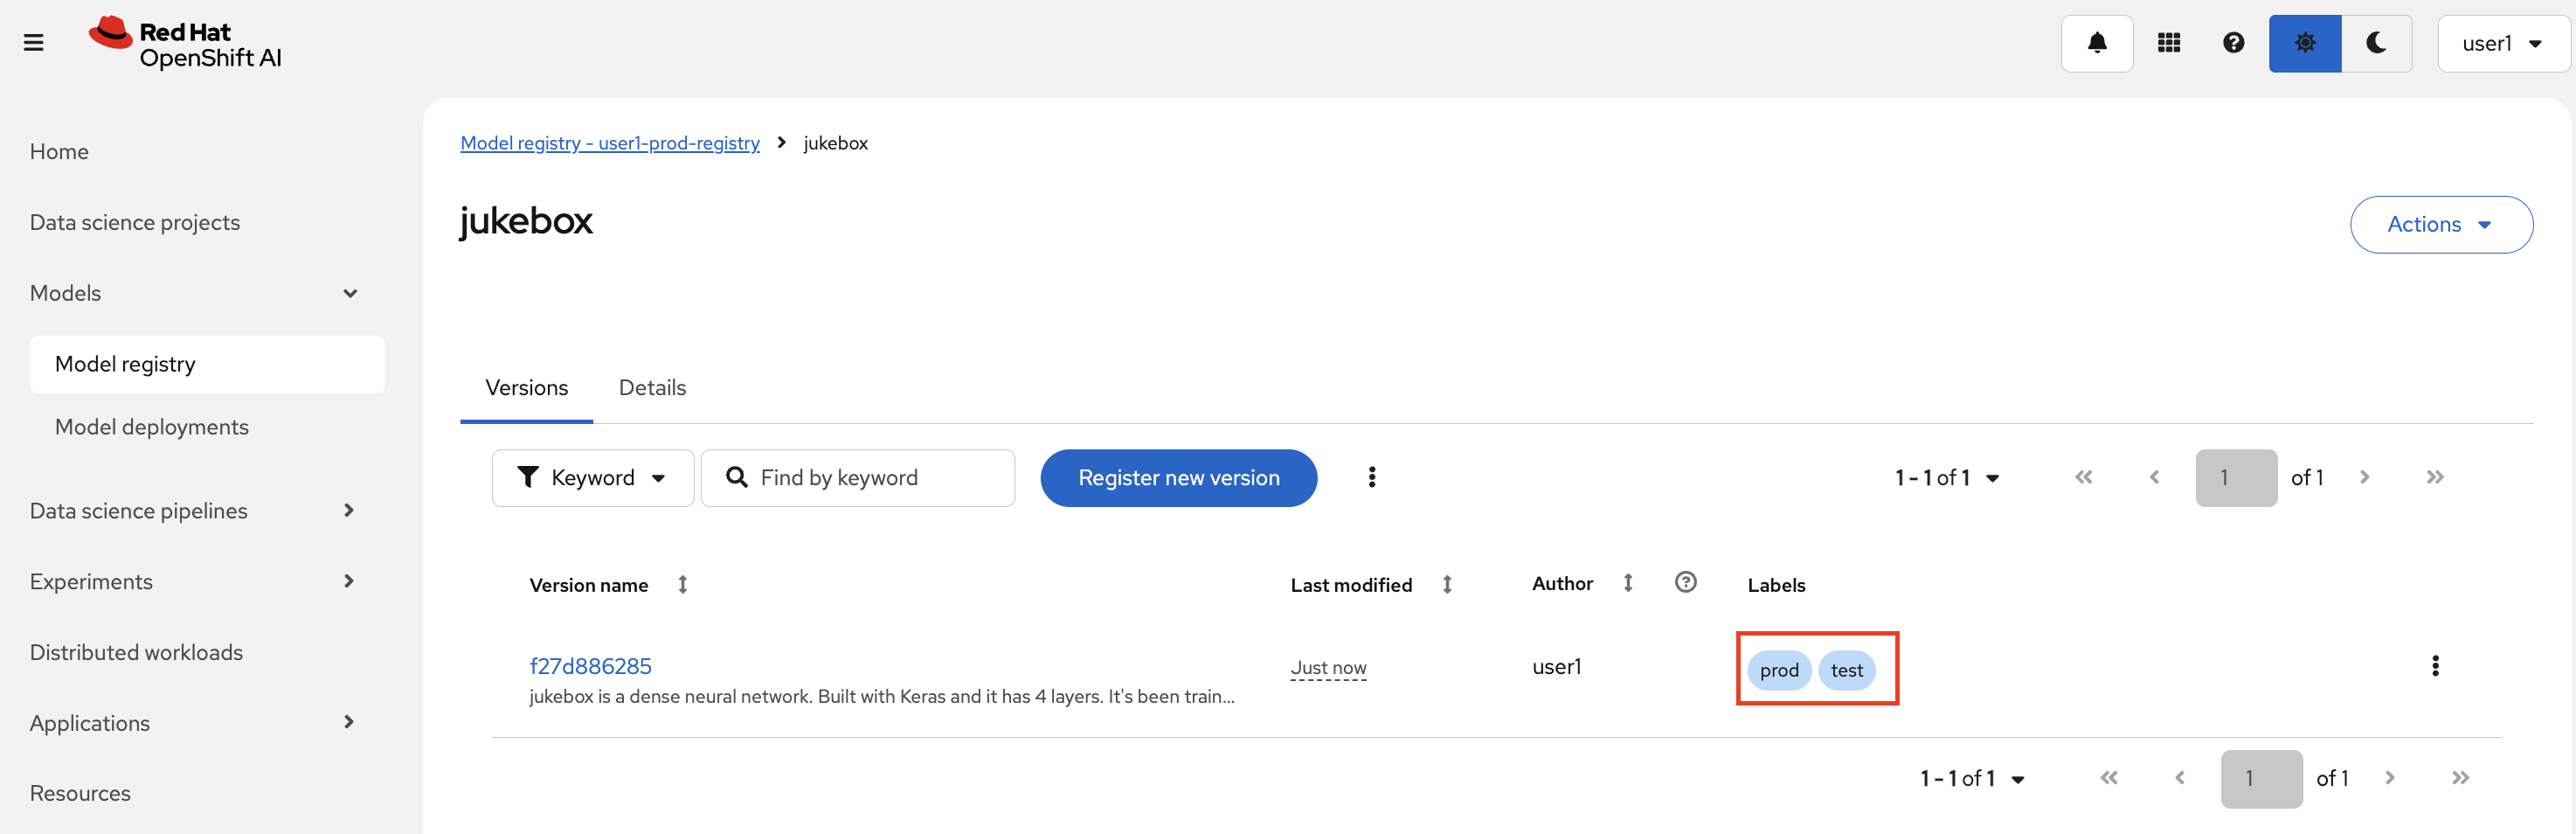 Red Hat
OpenShift AI
user1
Home
Data science projects
Models
Model registry
Model deployments
Data science pipelines
Experiments
Distributed workloads
Applications
Resources
Model registry - user1-prod-registry > jukebox
jukebox
Actions
Versions Details
Keyword Find by keyword Register new version 1 - 1 of 1 1 of 1
Version name Last modified Author Labels
f27d886285 Just now user1 prod test
jukebox is a dense neural network. Built with Keras and it has 4 layers. It's been train...
1 - 1 of 1 1 of 1